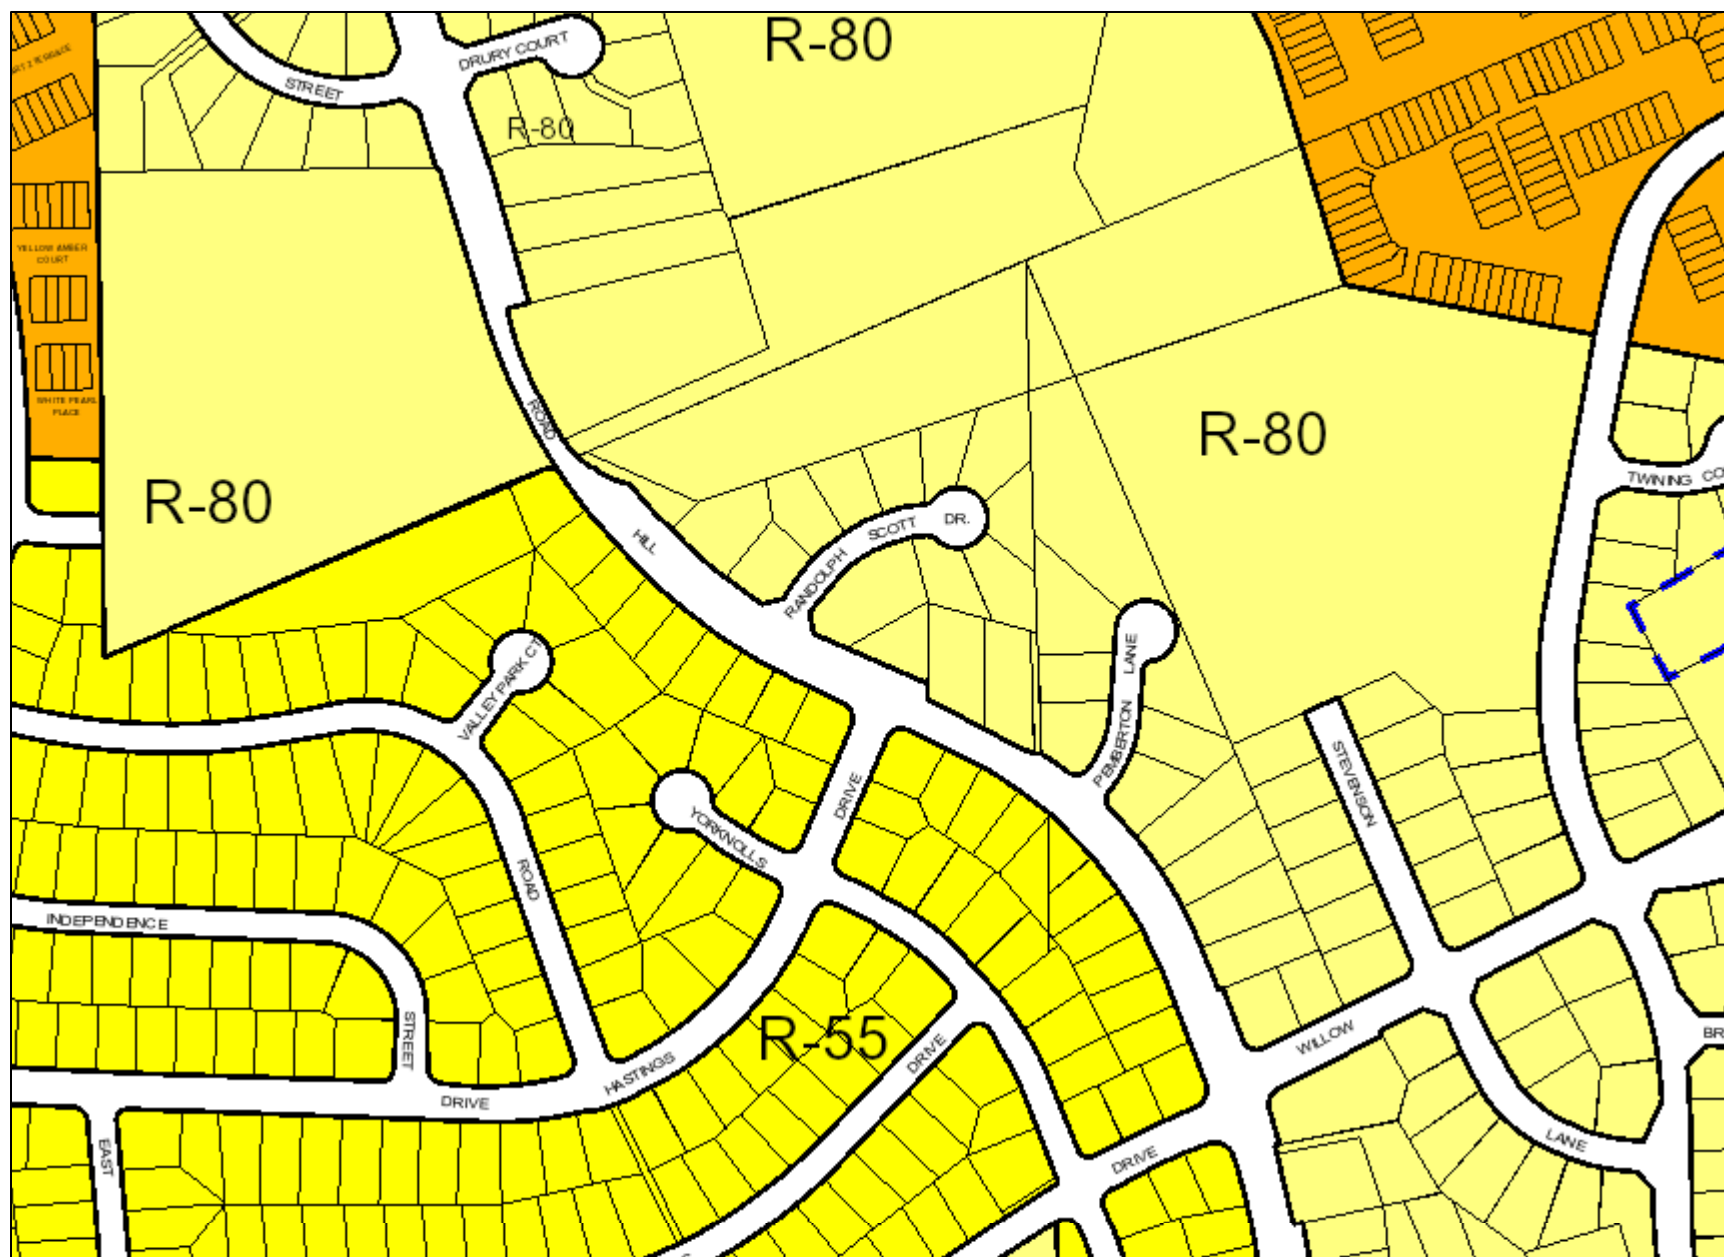 R-80
DRURY COURT
STREET
R-80
YELLOW AMBER
COURT
WHITE PEARL
PLACE
ROAD
R-80
R-80
TWINING CO
HILL
RANDOLPH SCOTT DR.
VALLEY PARK CT
PEMBERTON LANE
STEVENSON
DRIVE
YORKNOLLS
ROAD
INDEPENDENCE
STREET
R-55
DRIVE
WILLOW
BR
HASTINGS
DRIVE
EAST
DRIVE
LANE